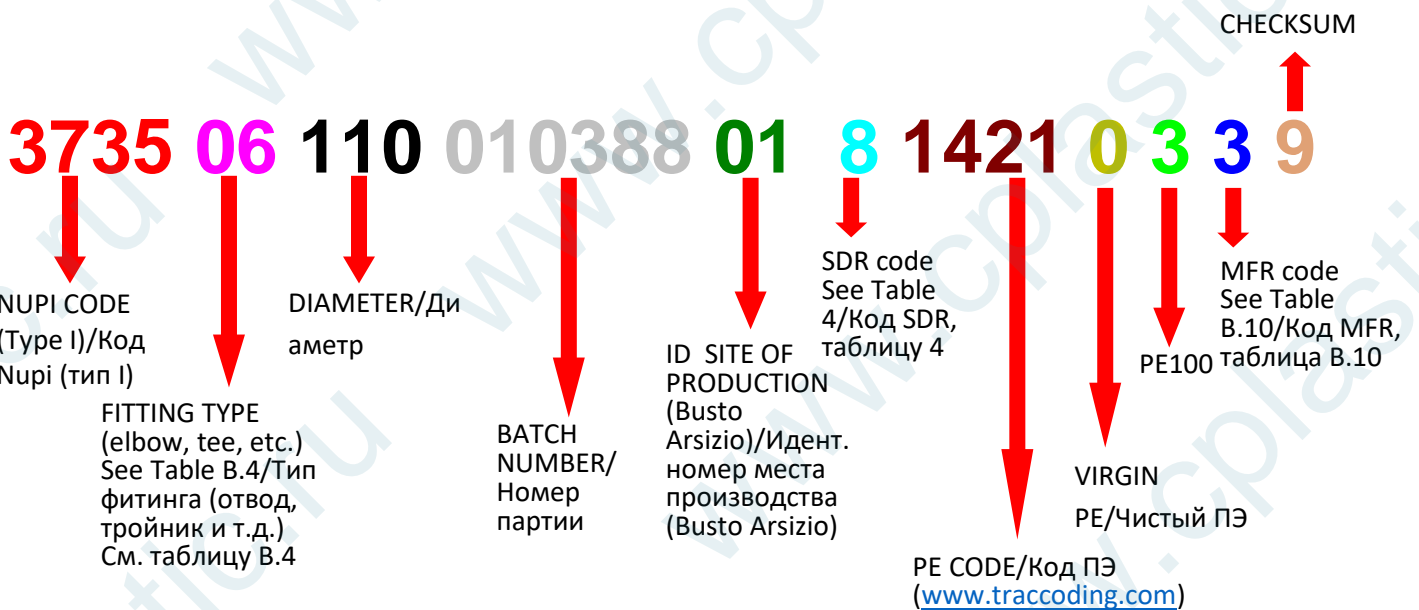 CHECKSUM
3735 06 110 010388 01 8 1421 0 3 3 9
NUPI CODE
(Type I)/Код
Nupi (тип I)
FITTING TYPE
(elbow, tee, etc.)
See Table B.4/Тип
фитинга (отвод,
тройник и т.д.)
См. таблицу B.4
DIAMETER/Ди
аметр
BATCH
NUMBER/
Номер
партии
ID SITE OF
PRODUCTION
(Busto
Arsizio)/Идент.
номер места
производства
(Busto Arsizio)
SDR code
See Table
4/Код SDR,
таблицу 4
PE CODE/Код ПЭ
(www.traccoding.com)
VIRGIN
PE/Чистый ПЭ
PE100
MFR code
See Table
B.10/Код MFR,
таблица B.10
www.cplastic.ru